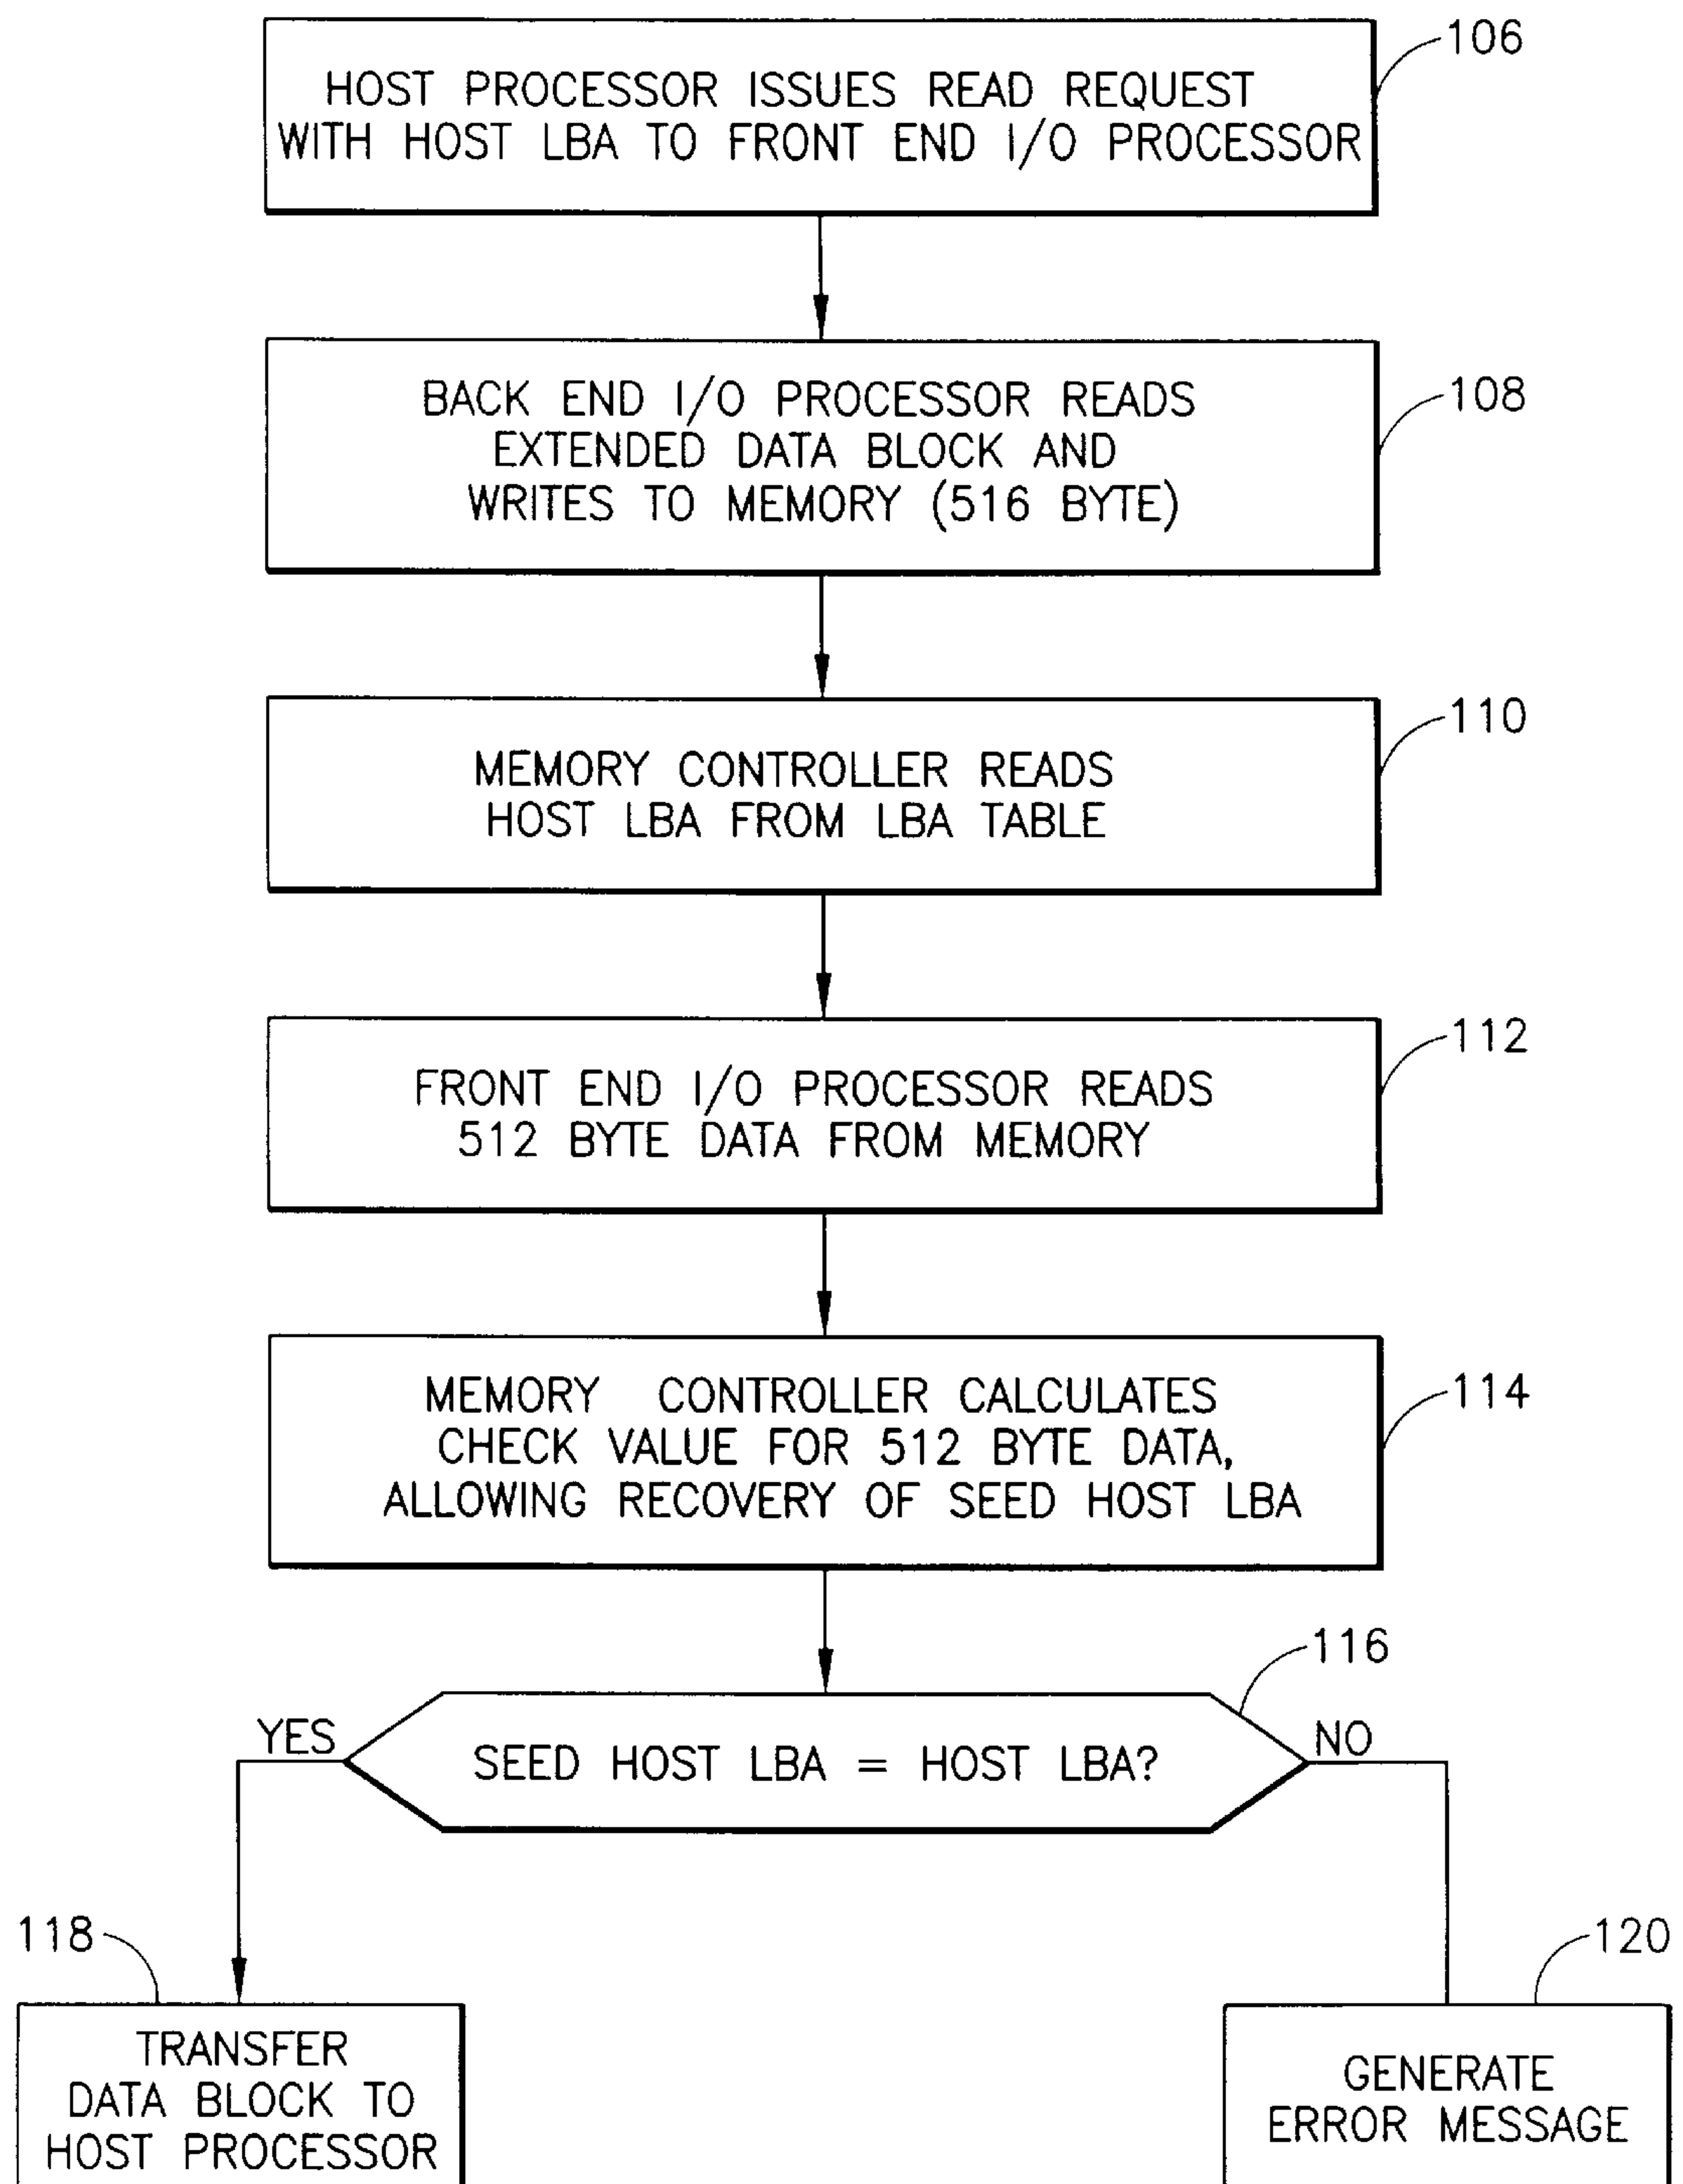 106
HOST PROCESSOR ISSUES READ REQUEST
WITH HOST LBA TO FRONT END I/O PROCESSOR
108
BACK END I/O PROCESSOR READS
EXTENDED DATA BLOCK AND
WRITES TO MEMORY (516 BYTE)
110
MEMORY CONTROLLER READS
HOST LBA FROM LBA TABLE
112
FRONT END I/O PROCESSOR READS
512 BYTE DATA FROM MEMORY
114
MEMORY CONTROLLER CALCULATES
CHECK VALUE FOR 512 BYTE DATA,
ALLOWING RECOVERY OF SEED HOST LBA
116
YES
SEED HOST LBA = HOST LBA?
NO
118
TRANSFER
DATA BLOCK TO
HOST PROCESSOR
120
GENERATE
ERROR MESSAGE